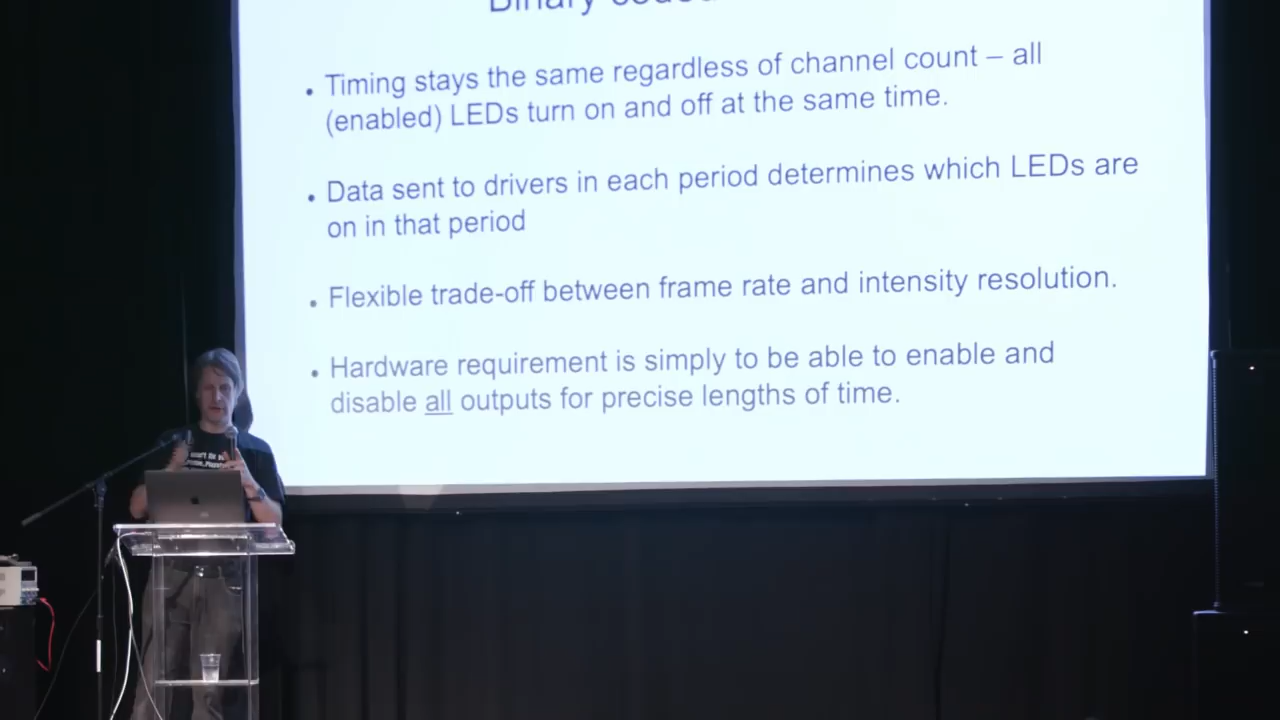 Binary coded
• Timing stays the same regardless of channel count – all
(enabled) LEDs turn on and off at the same time.
• Data sent to drivers in each period determines which LEDs are
on in that period
• Flexible trade-off between frame rate and intensity resolution.
• Hardware requirement is simply to be able to enable and
disable all outputs for precise lengths of time.